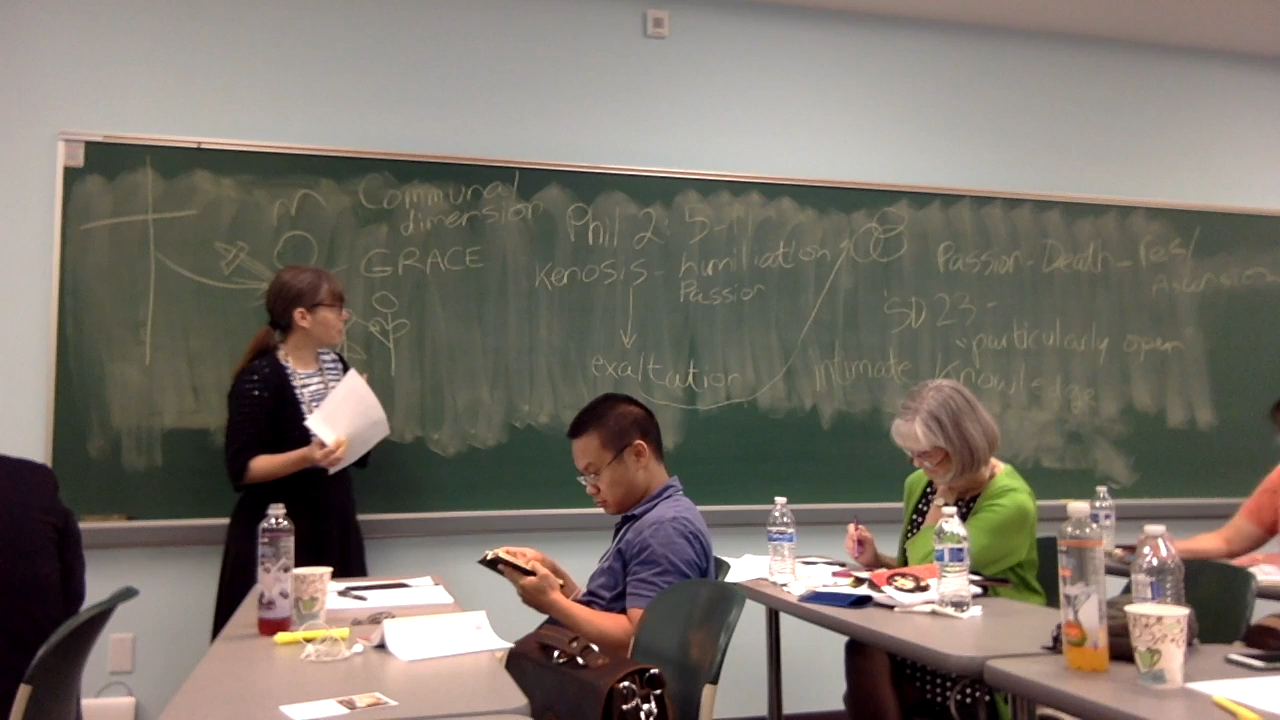 Communal
dimension
GRACE
Phil 2: 5-11
Kenosis - humiliation
Passion
exaltation
Passion - Death - Res/
Ascension
SD 23 -
"particularly open
intimate knowledge